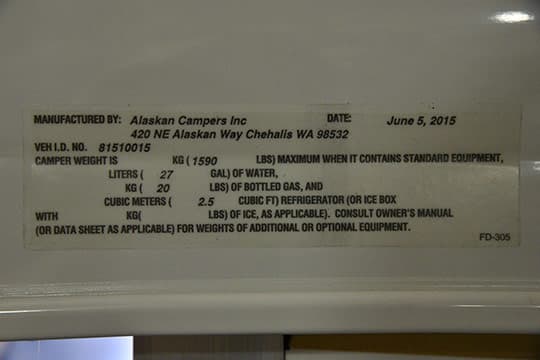 MANUFACTURED BY: Alaskan Campers Inc DATE: June 5, 2015
420 NE Alaskan Way Chehalis WA 98532
VEH I.D. NO. 81510015
CAMPER WEIGHT IS KG ( 1590 LBS) MAXIMUM WHEN IT CONTAINS STANDARD EQUIPMENT,
LITERS ( 27 GAL) OF WATER,
KG ( 20 LBS) OF BOTTLED GAS, AND
CUBIC METERS ( 2.5 CUBIC FT) REFRIGERATOR (OR ICE BOX
WITH KG( LBS) OF ICE, AS APPLICABLE). CONSULT OWNER'S MANUAL
(OR DATA SHEET AS APPLICABLE) FOR WEIGHTS OF ADDITIONAL OR OPTIONAL EQUIPMENT.
FD-305